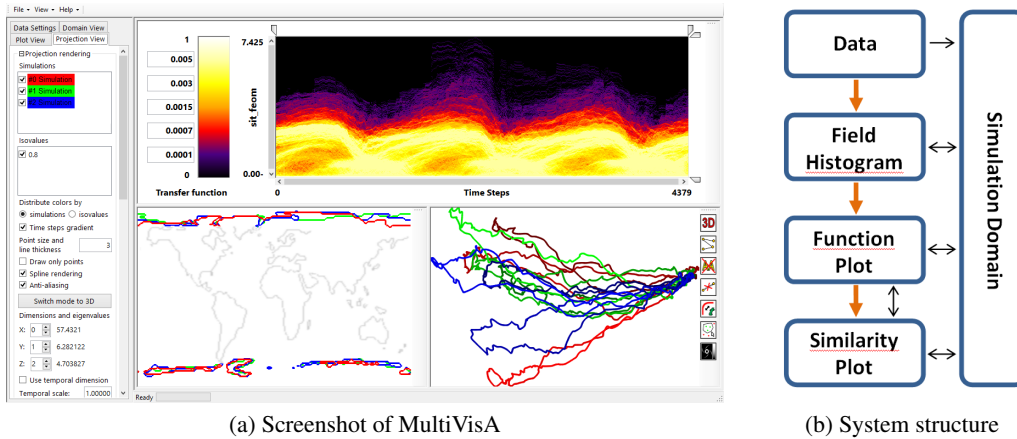 File View Help
Data Settings Domain View
Plot View Projection View
Projection rendering
Simulations
#0 Simulation
#1 Simulation
Isovalues
0.8
Distribute colors by
simulations isovalues
Time steps gradient
Point size and
line thickness
3
Draw only points
Spline rendering
Anti-aliasing
Switch mode to 3D
Dimensions and eigenvalues
X: 0 57.4321
Y: 1 6.282122
Z: 2 4.703827
Use temporal dimension
Temporal scale: 1.00000
1
0.005
0.003
0.0015
0.0007
0.0001
0
Transfer function
7.425
sit_feom
0.00-
0 Time Steps 4379
3D
Ready
Data
Field
Histogram
Function
Plot
Similarity
Plot
Simulation Domain
(a) Screenshot of MultiVisA
(b) System structure